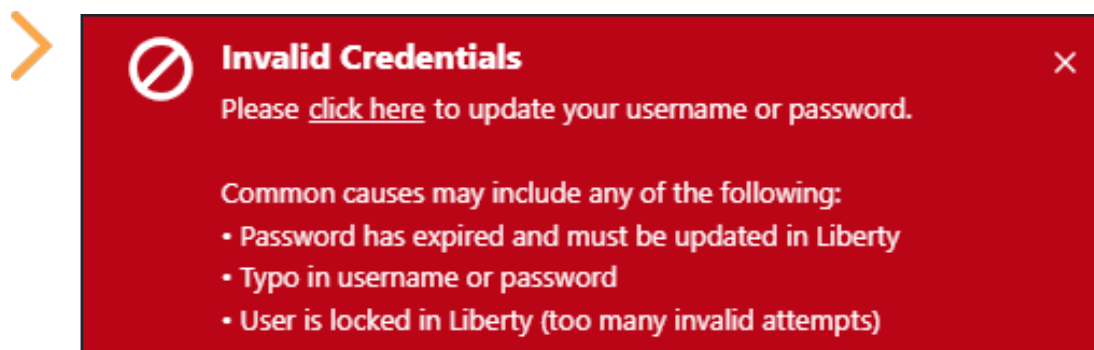 Invalid Credentials
Please click here to update your username or password.
Common causes may include any of the following:
• Password has expired and must be updated in Liberty
• Typo in username or password
• User is locked in Liberty (too many invalid attempts)